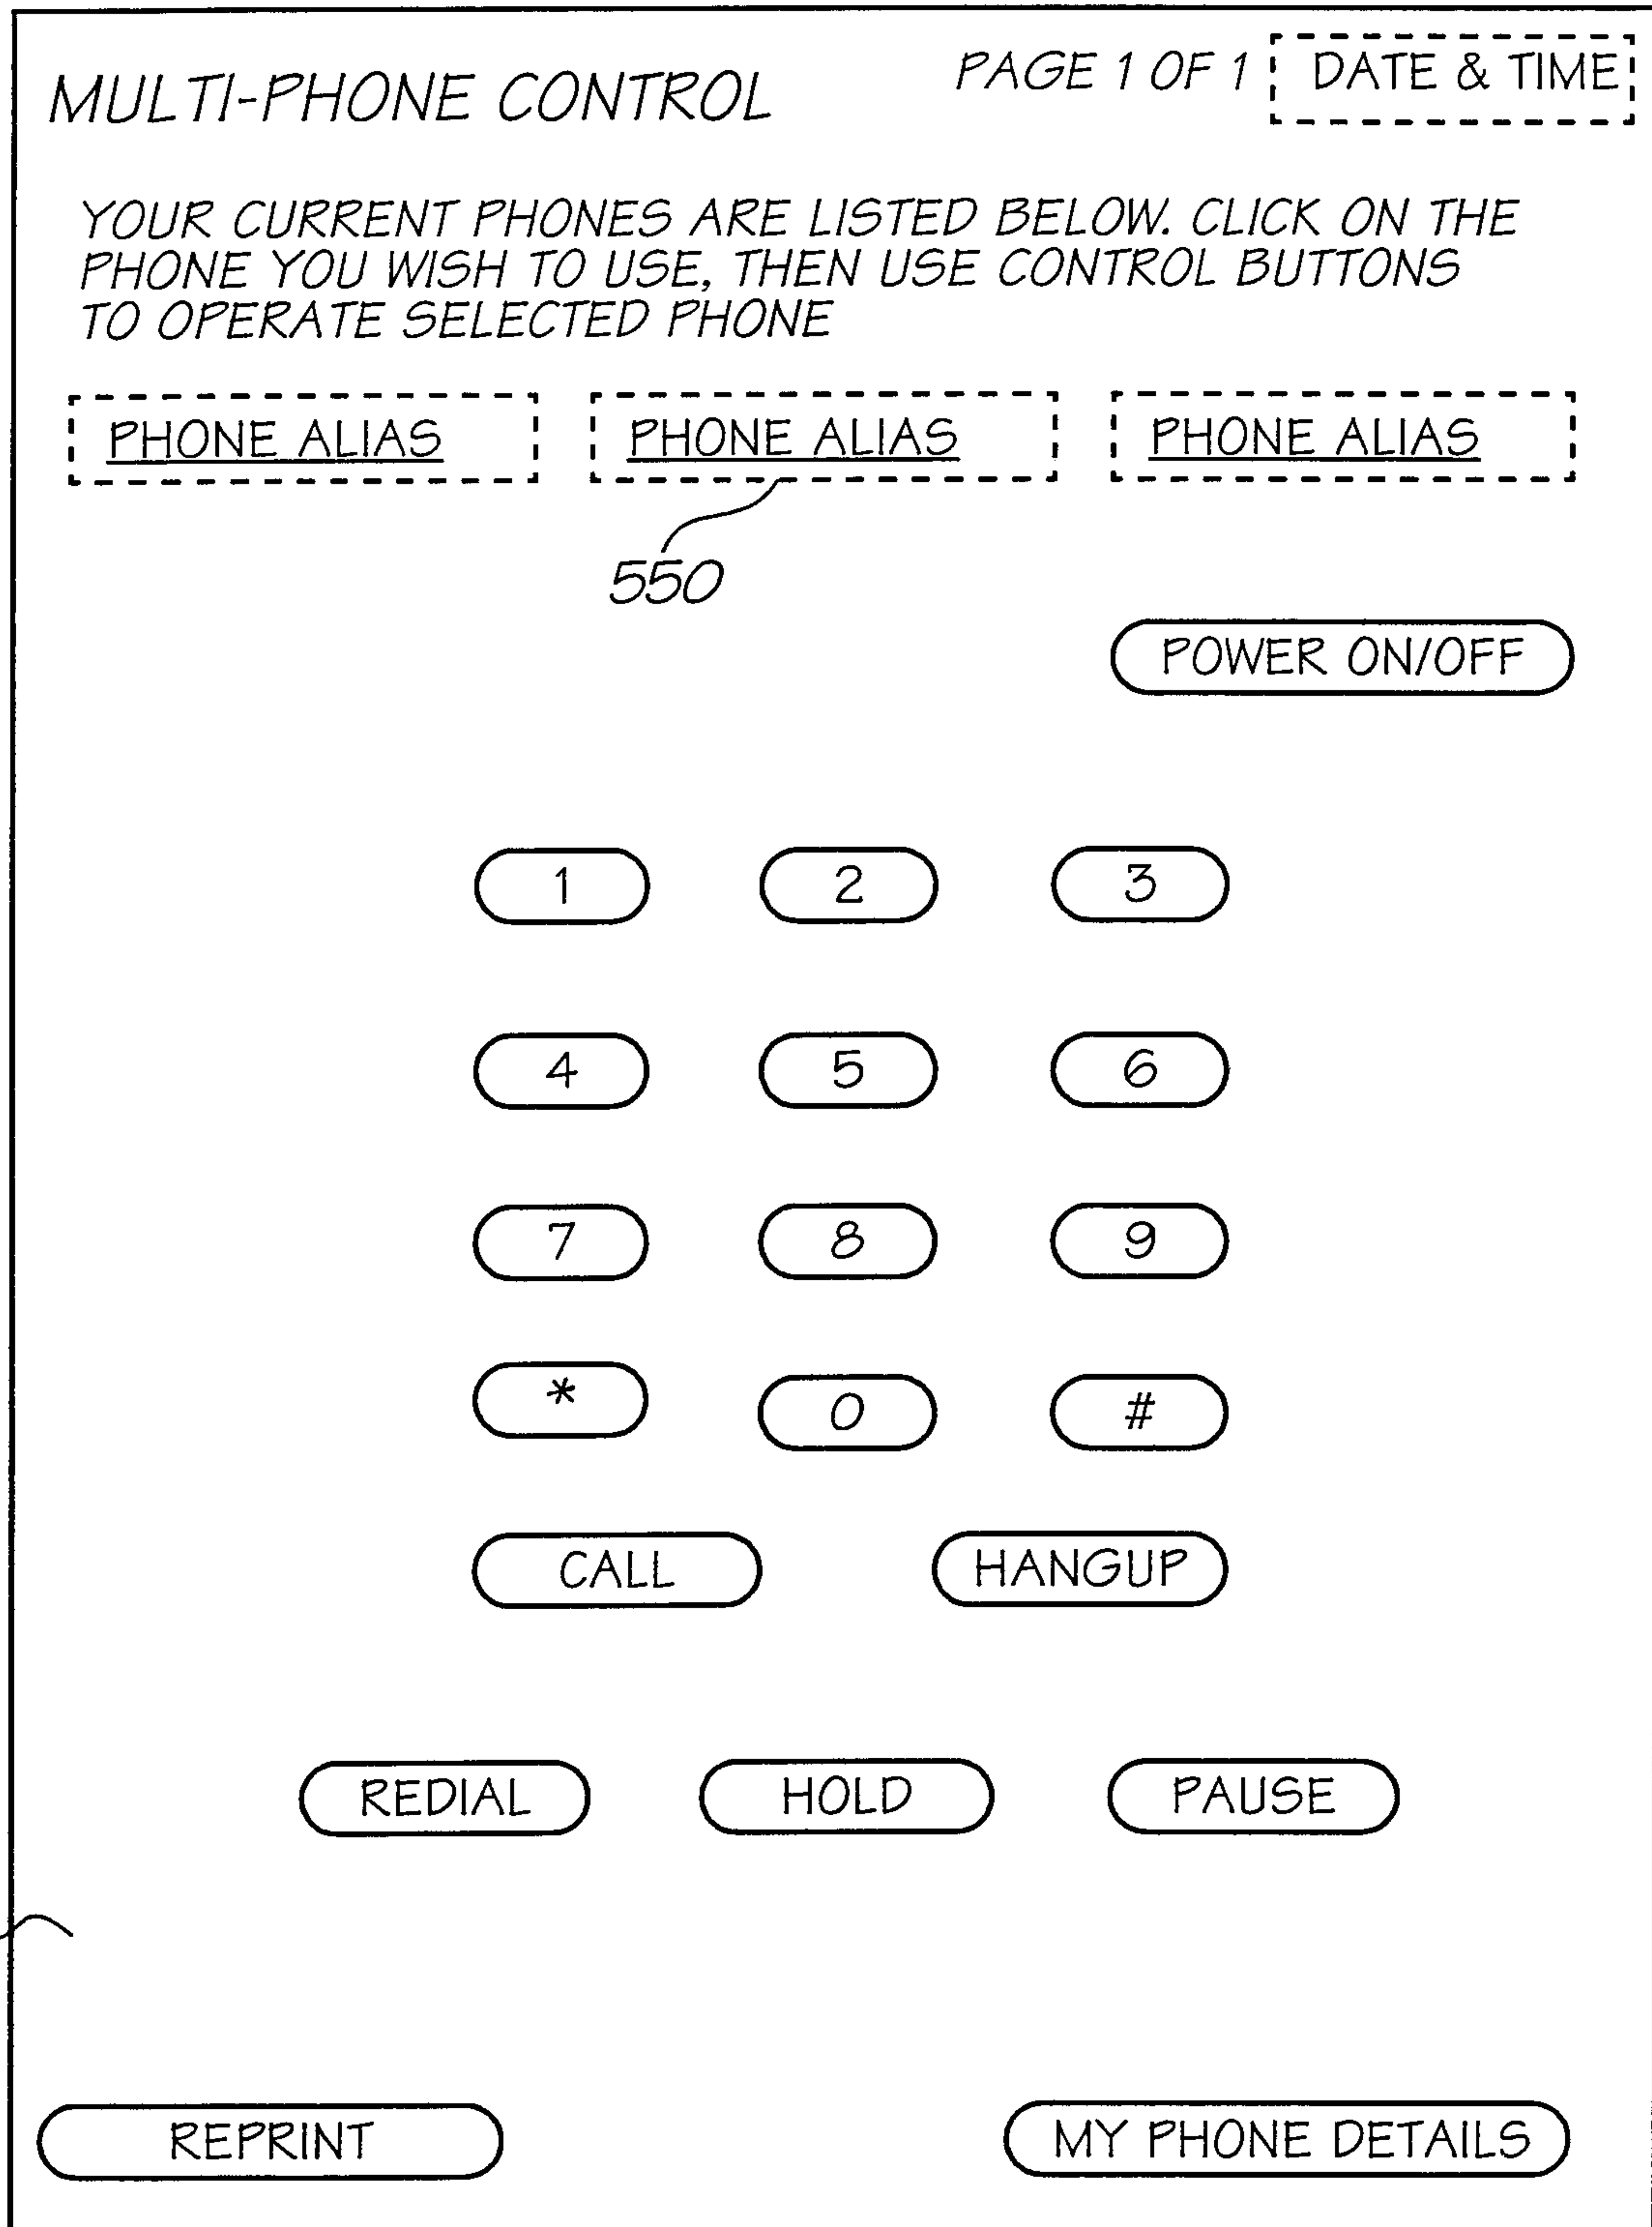 MULTI-PHONE CONTROL
PAGE 1 OF 1 DATE & TIME
YOUR CURRENT PHONES ARE LISTED BELOW. CLICK ON THE
PHONE YOU WISH TO USE, THEN USE CONTROL BUTTONS
TO OPERATE SELECTED PHONE
PHONE ALIAS PHONE ALIAS PHONE ALIAS
550
POWER ON/OFF
1 2 3
4 5 6
7 8 9
* 0 #
CALL HANGUP
REDIAL HOLD PAUSE
REPRINT MY PHONE DETAILS